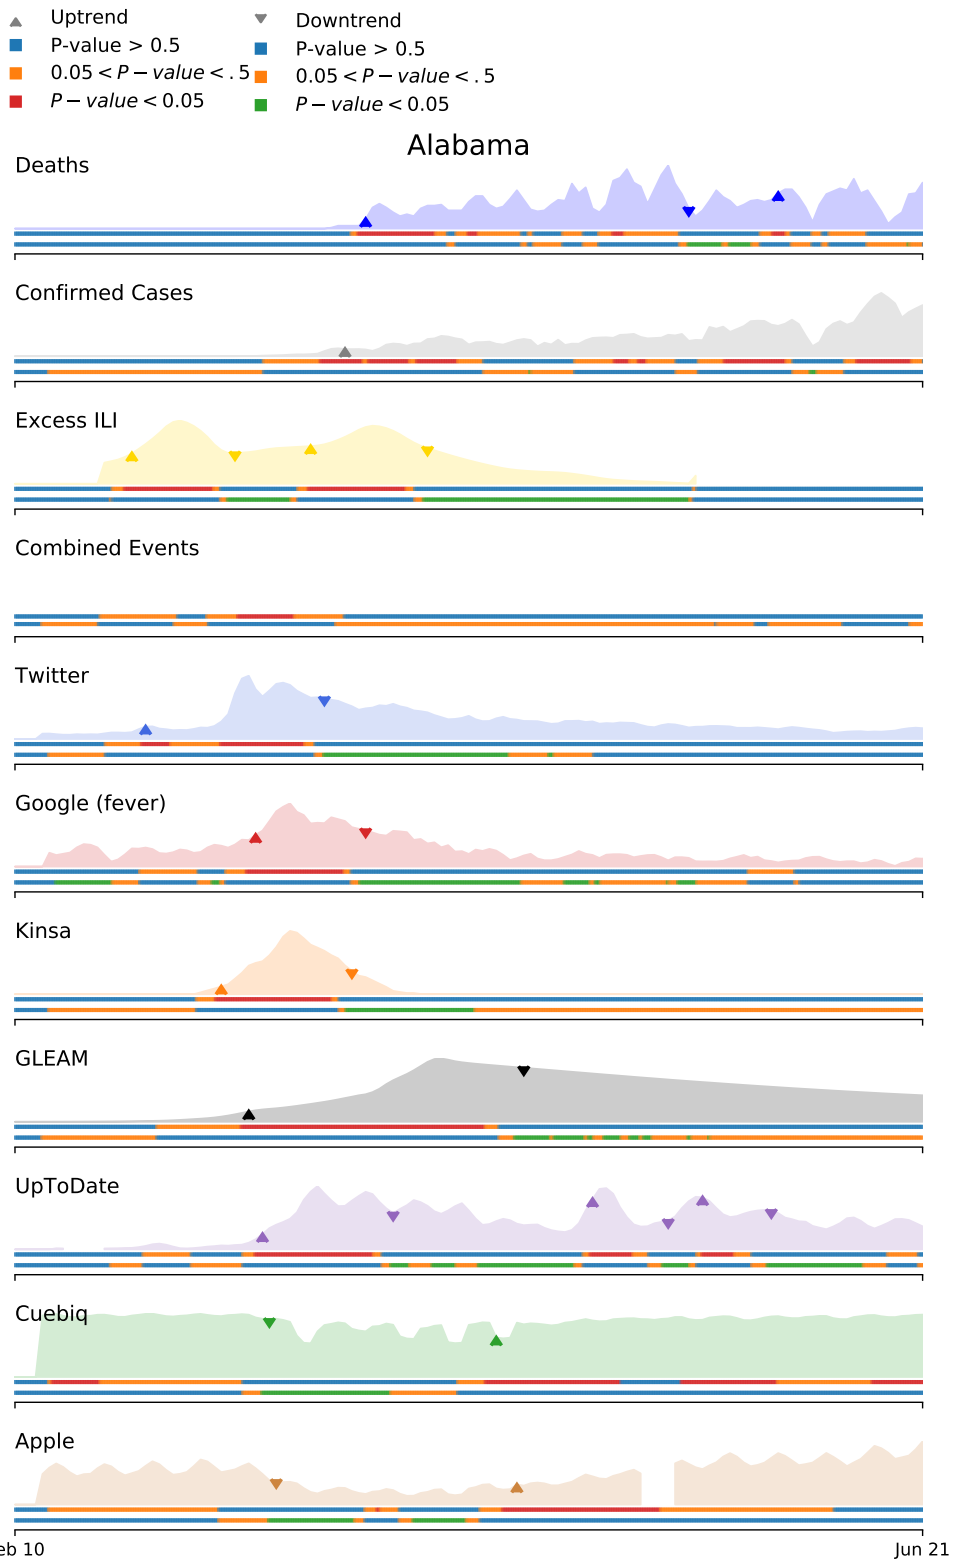 Uptrend
P-value > 0.5
0.05 < P − value < .5
P − value < 0.05
Downtrend
P-value > 0.5
0.05 < P − value < .5
P − value < 0.05
Alabama
Deaths
Confirmed Cases
Excess ILI
Combined Events
Twitter
Google (fever)
Kinsa
GLEAM
UpToDate
Cuebiq
Apple
eb 10
Jun 21